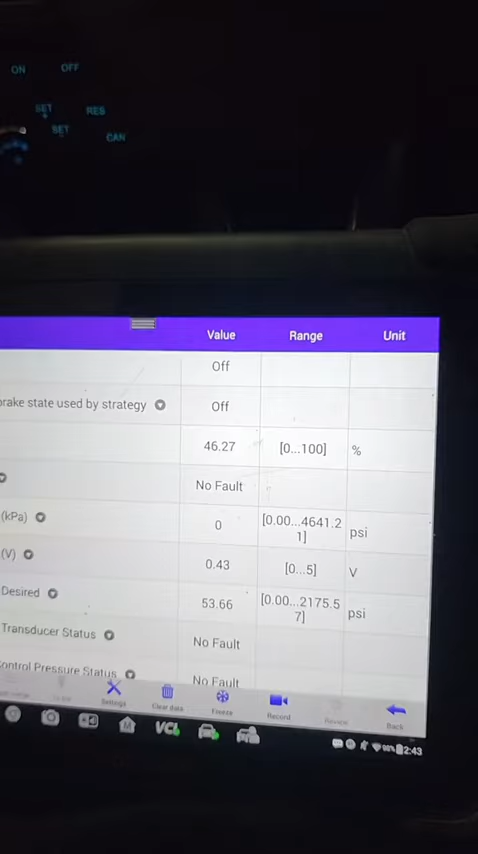 ON OFF
SET RES
+
SET CAN
-
Value Range Unit
Off
brake state used by strategy Off
46.27 [0...100] %
No Fault
(kPa) 0 [0.00...4641.2
1] psi
(V) 0.43 [0...5] V
Desired 53.66 [0.00...2175.5
7] psi
Transducer Status No Fault
ontrol Pressure Status No Fault
Settings Clear data Freeze Record Review Back
VCI
98% 2:43